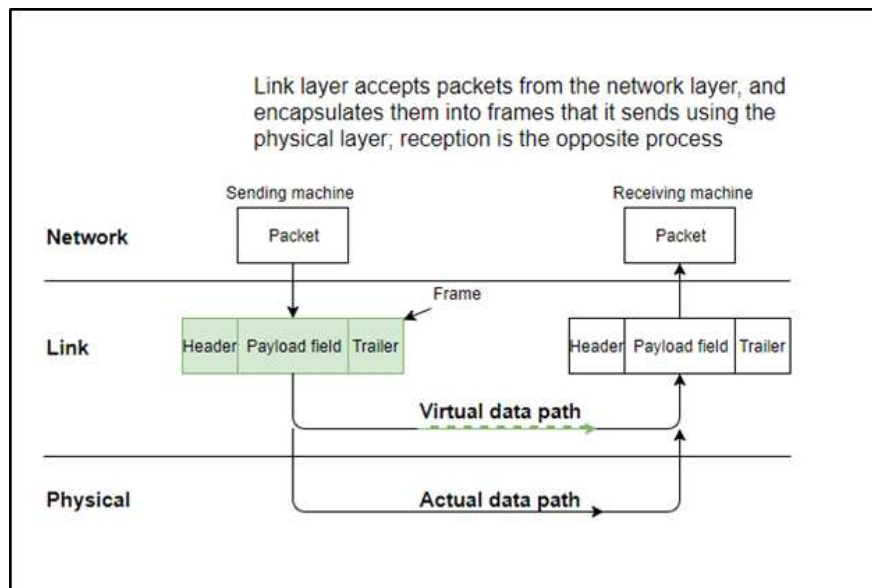 Link layer accepts packets from the network layer, and
encapsulates them into frames that it sends using the
physical layer; reception is the opposite process
Sending machine
Receiving machine
Network
Packet
Packet
Frame
Link
Header
Payload field
Trailer
Header
Payload field
Trailer
Virtual data path
Physical
Actual data path